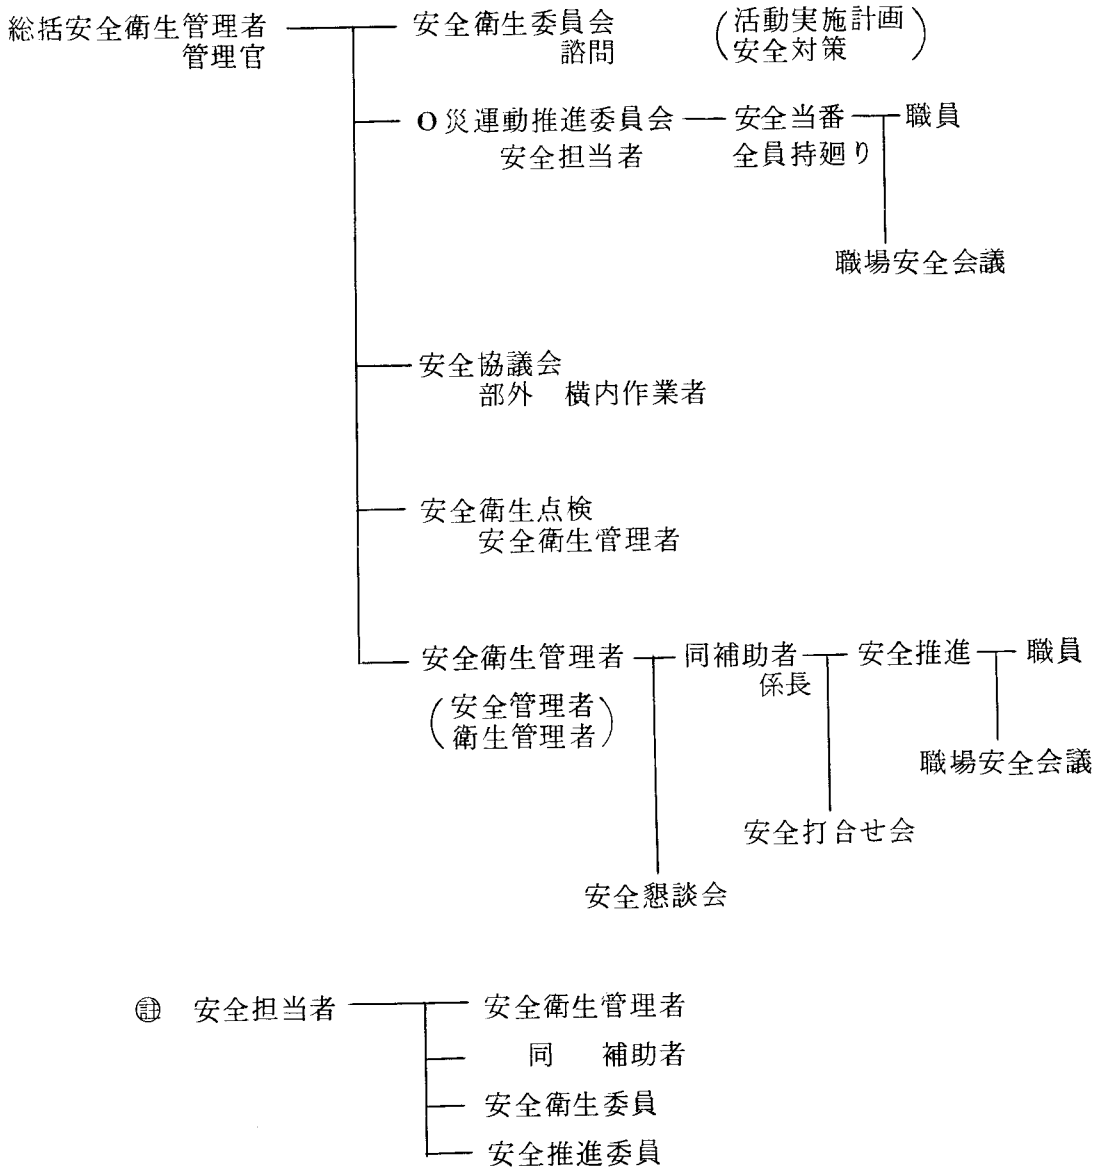 総括安全衛生管理者
管理官
安全衛生委員会
諮問
(活動実施計画
安全対策)
O災運動推進委員会
安全担当者
安全当番
全員持廻り
職員
職場安全会議
安全協議会
部外 横内作業者
安全衛生点検
安全衛生管理者
安全衛生管理者
(安全管理者
衛生管理者)
同補助者
係長
安全推進
職員
職場安全会議
安全打合せ会
安全懇談会
註 安全担当者
安全衛生管理者
同 補助者
安全衛生委員
安全推進委員